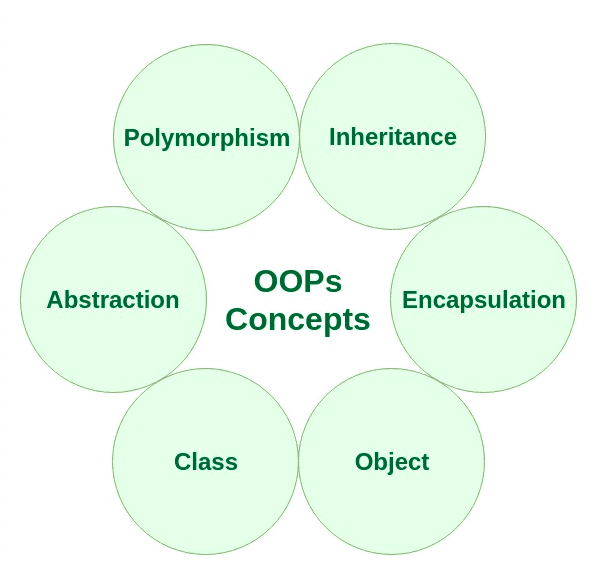 Polymorphism
Inheritance
Abstraction
OOPs
Concepts
Encapsulation
Class
Object